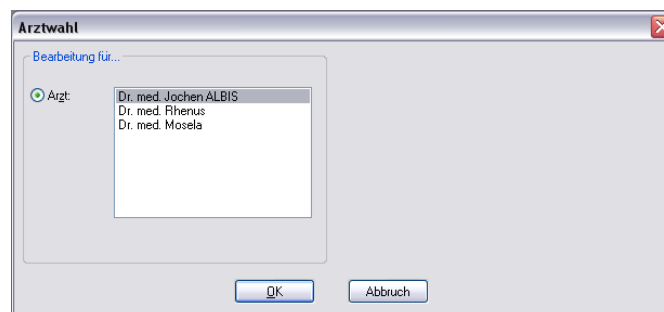 Arztwahl
Bearbeitung für...
Arzt:
Dr. med. Jochen ALBIS
Dr. med. Rhenus
Dr. med. Mosela
OK
Abbruch